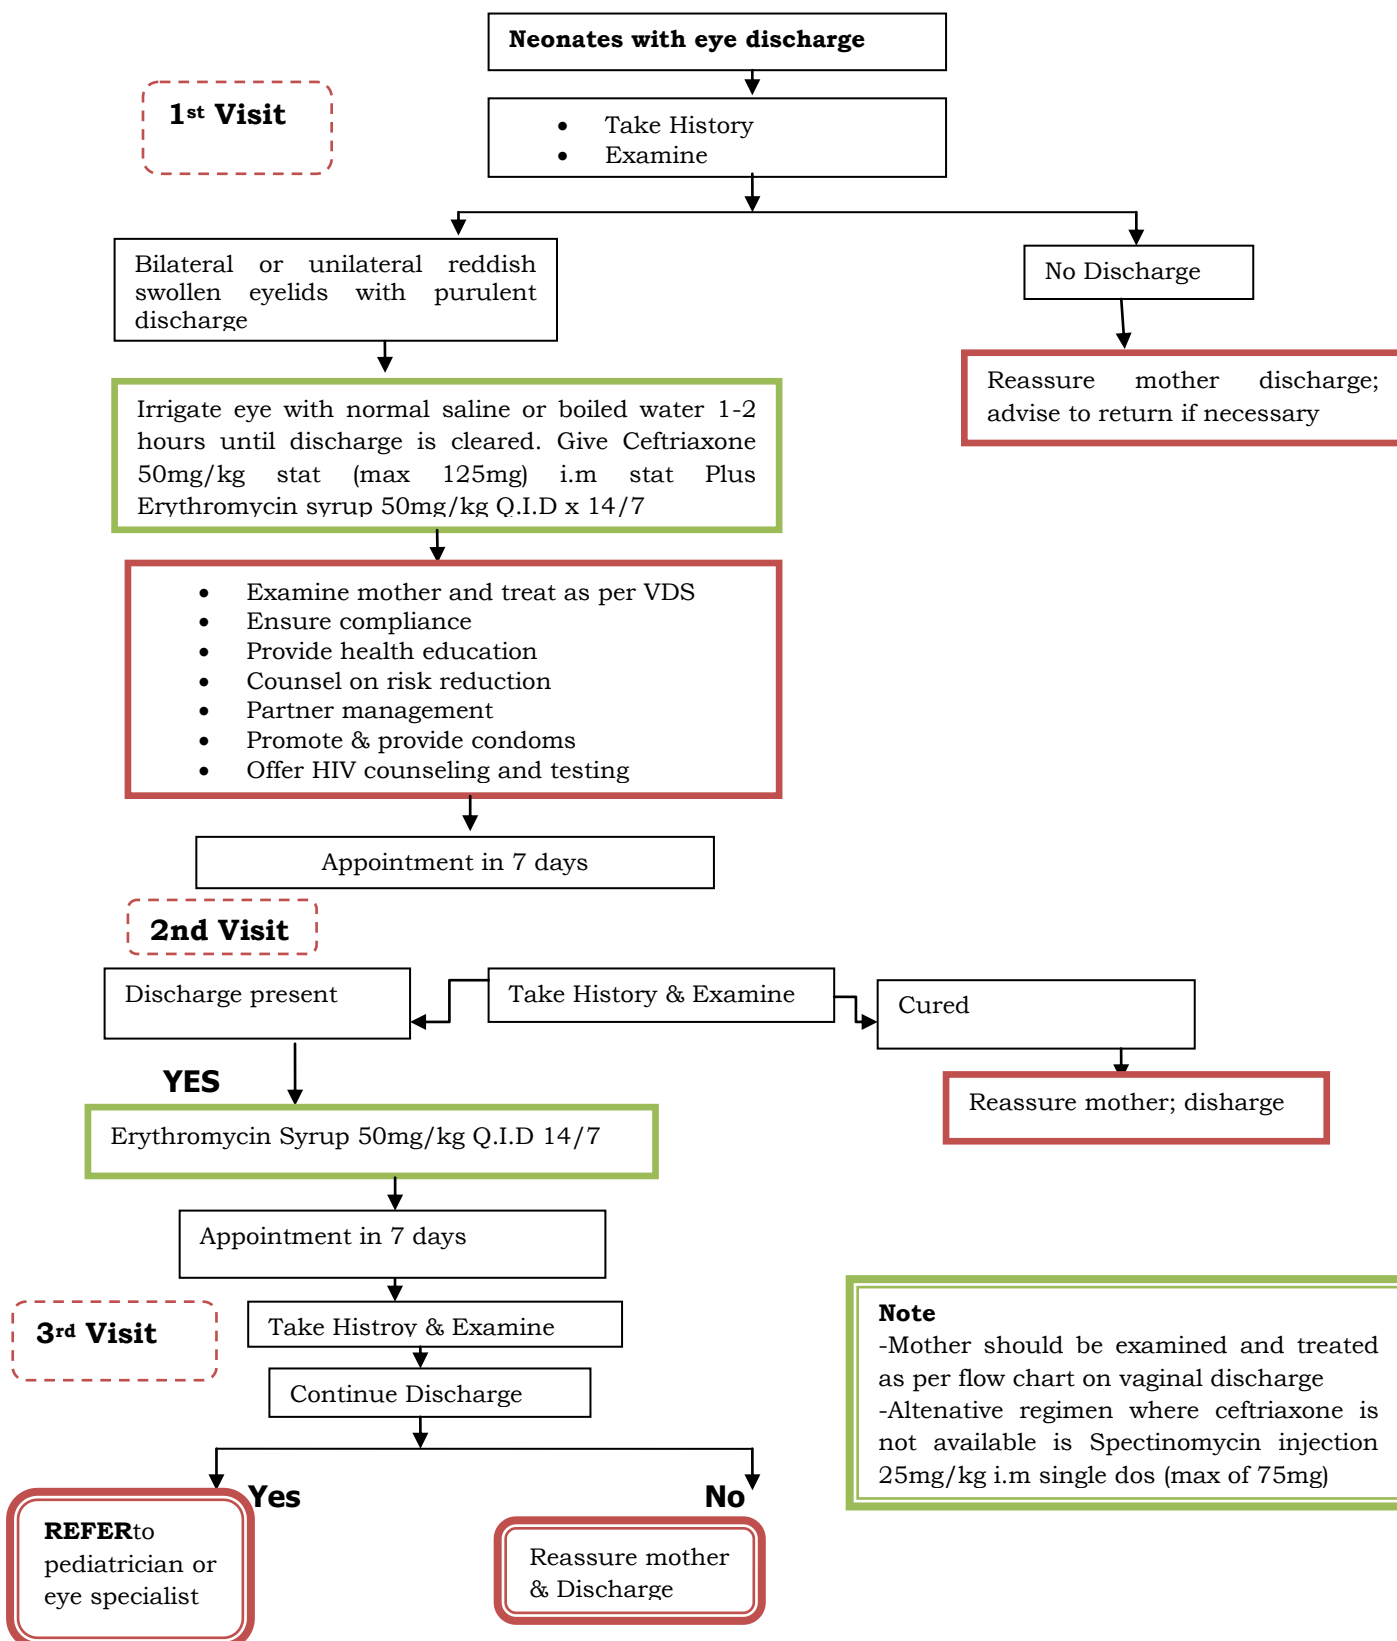 Neonates with eye discharge
1st Visit
• Take History
• Examine
Bilateral or unilateral reddish
swollen eyelids with purulent
discharge
No Discharge
Reassure mother discharge;
advise to return if necessary
Irrigate eye with normal saline or boiled water 1-2
hours until discharge is cleared. Give Ceftriaxone
50mg/kg stat (max 125mg) i.m stat Plus
Erythromycin syrup 50mg/kg Q.I.D x 14/7
• Examine mother and treat as per VDS
• Ensure compliance
• Provide health education
• Counsel on risk reduction
• Partner management
• Promote & provide condoms
• Offer HIV counseling and testing
Appointment in 7 days
2nd Visit
Discharge present
Take History & Examine
Cured
YES
Reassure mother; disharge
Erythromycin Syrup 50mg/kg Q.I.D 14/7
Appointment in 7 days
3rd Visit
Take Histroy & Examine
Continue Discharge
Note
-Mother should be examined and treated
as per flow chart on vaginal discharge
-Altenative regimen where ceftriaxone is
not available is Spectinomycin injection
25mg/kg i.m single dos (max of 75mg)
Yes
No
REFERto
pediatrician or
eye specialist
Reassure mother
& Discharge